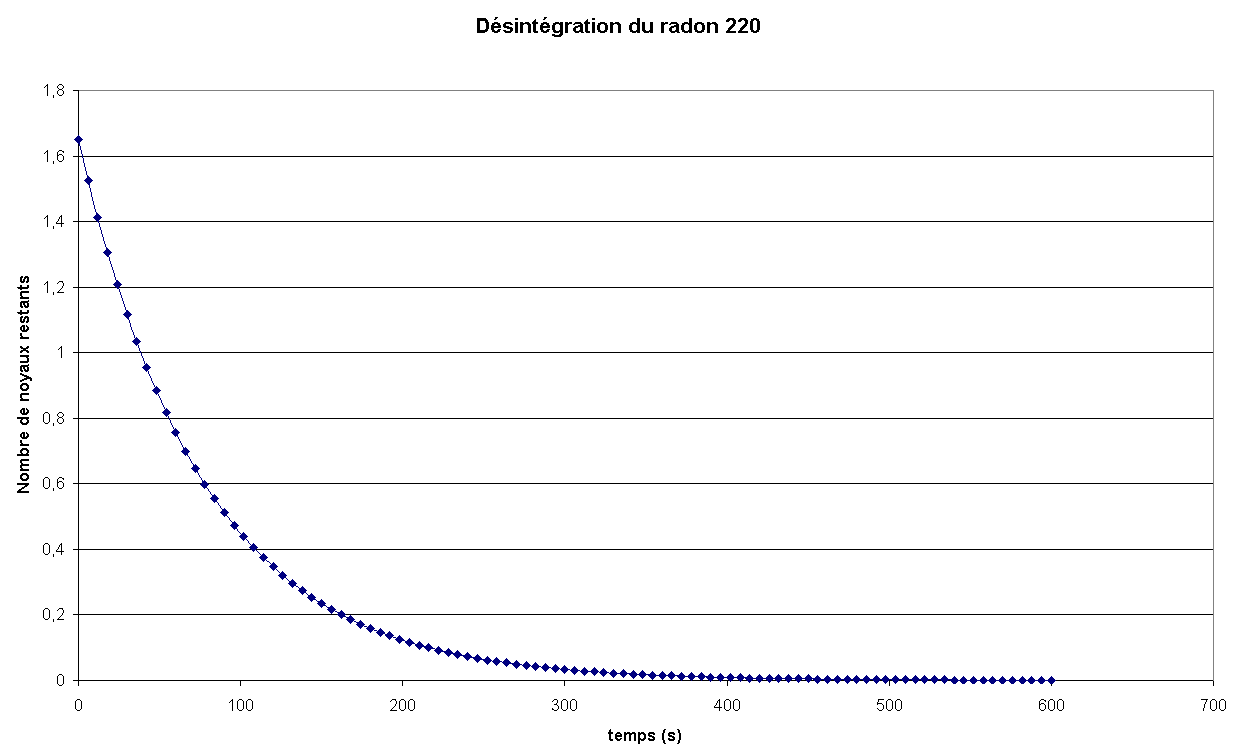 Désintégration du radon 220
1,8
1,6
1,4
1,2
1
0,8
0,6
0,4
0,2
0
Nombre de noyaux restants
0 100 200 300 400 500 600 700
temps (s)